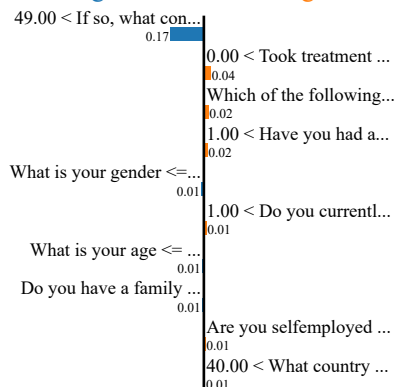 49.00 < If so, what con...
0.17
0.00 < Took treatment ...
0.04
Which of the following...
0.02
1.00 < Have you had a...
0.02
What is your gender <=...
0.01
1.00 < Do you currentl...
0.01
What is your age <= ...
0.01
Do you have a family ...
0.01
Are you selfemployed ...
0.01
40.00 < What country ...
0.01